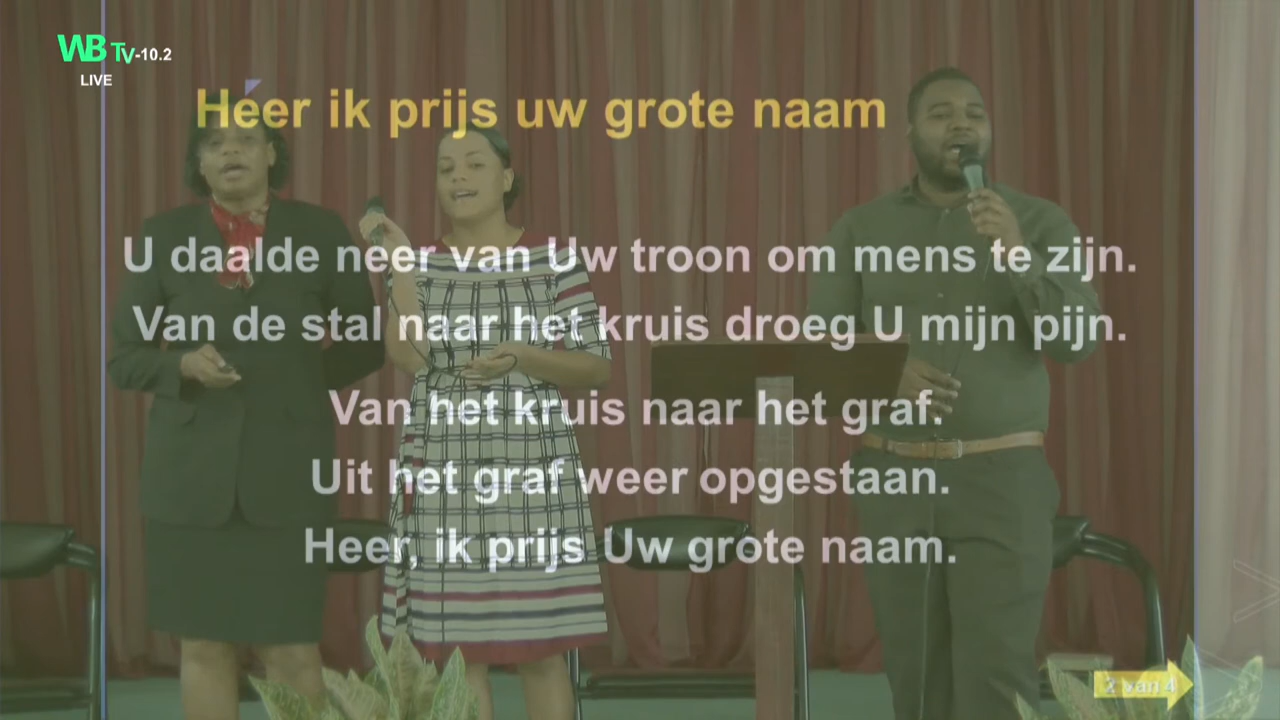 WB TV-10.2
LIVE
Heer ik prijs uw grote naam
U daalde neer van Uw troon om mens te zijn.
Van de stal naar het kruis droeg U mijn pijn.
Van het kruis naar het graf.
Uit het graf weer opgestaan.
Heer, ik prijs Uw grote naam.
2 van 4